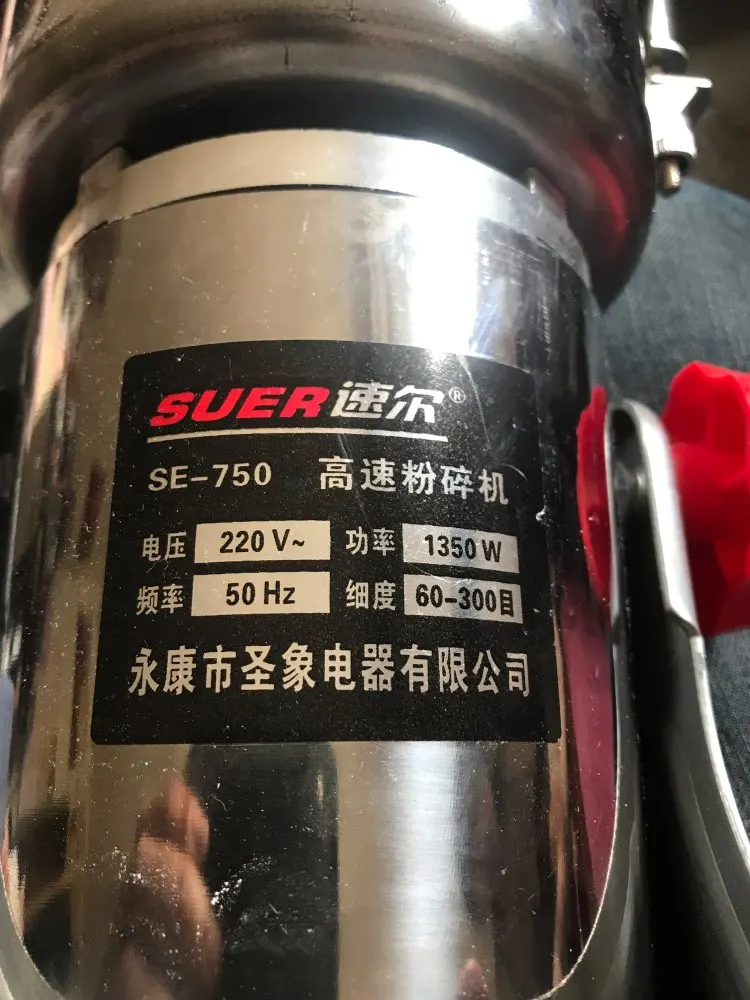 SUER速尔®
SE-750 高速粉碎机
电压 220 V~ 功率 1350 W
频率 50 Hz 细度 60-300目
永康市圣象电器有限公司